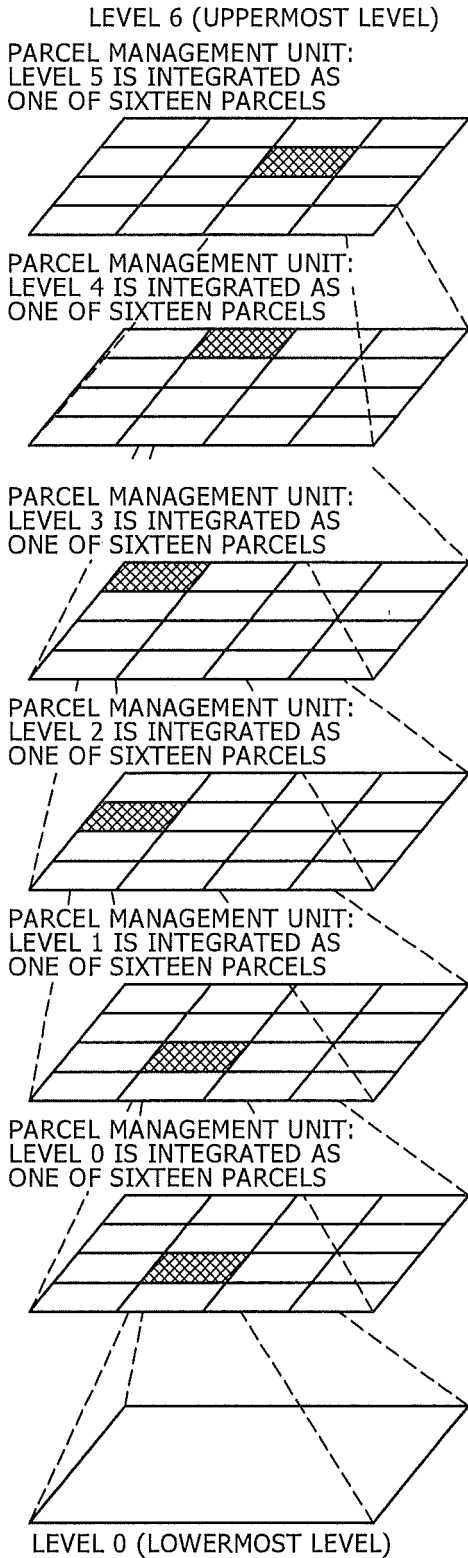 LEVEL 6 (UPPERMOST LEVEL)
PARCEL MANAGEMENT UNIT:
LEVEL 5 IS INTEGRATED AS
ONE OF SIXTEEN PARCELS
PARCEL MANAGEMENT UNIT:
LEVEL 4 IS INTEGRATED AS
ONE OF SIXTEEN PARCELS
PARCEL MANAGEMENT UNIT:
LEVEL 3 IS INTEGRATED AS
ONE OF SIXTEEN PARCELS
PARCEL MANAGEMENT UNIT:
LEVEL 2 IS INTEGRATED AS
ONE OF SIXTEEN PARCELS
PARCEL MANAGEMENT UNIT:
LEVEL 1 IS INTEGRATED AS
ONE OF SIXTEEN PARCELS
PARCEL MANAGEMENT UNIT:
LEVEL 0 IS INTEGRATED AS
ONE OF SIXTEEN PARCELS
LEVEL 0 (LOWERMOST LEVEL)